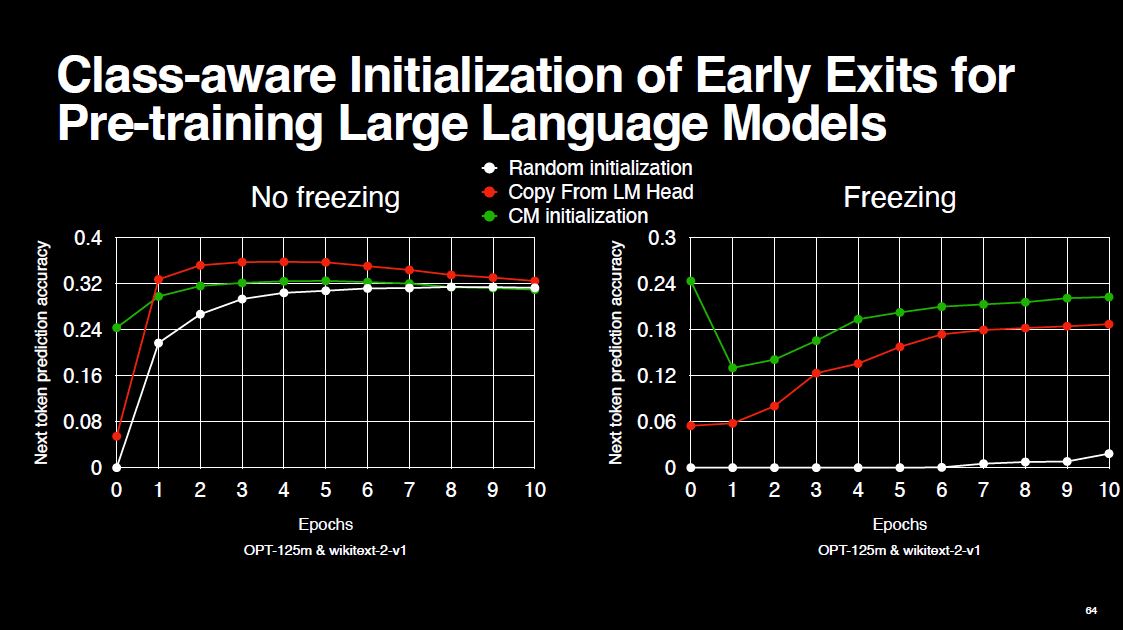 Class-aware Initialization of Early Exits for
Pre-training Large Language Models
Random initialization
Copy From LM Head
CM initialization
No freezing
Next token prediction accuracy
0.4
0.32
0.24
0.16
0.08
0
0 1 2 3 4 5 6 7 8 9 10
Epochs
OPT-125m & wikitext-2-v1
Freezing
Next token prediction accuracy
0.3
0.24
0.18
0.12
0.06
0
0 1 2 3 4 5 6 7 8 9 10
Epochs
OPT-125m & wikitext-2-v1
64